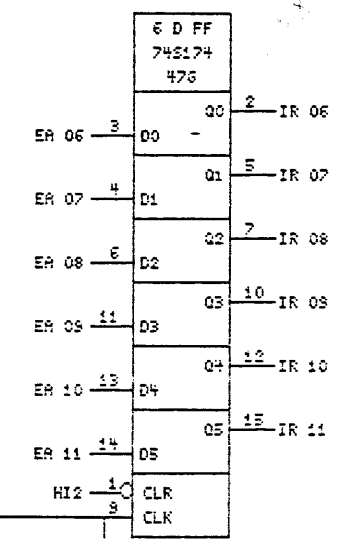 6 D FF
74S174
47G
Q0 2 IR 06
EA 06 3 D0
Q1 5 IR 07
EA 07 4 D1
Q2 7 IR 08
EA 08 6 D2
Q3 10 IR 09
EA 09 11 D3
Q4 12 IR 10
EA 10 13 D4
Q5 15 IR 11
EA 11 14 D5
HI2 1 CLR
9 CLK